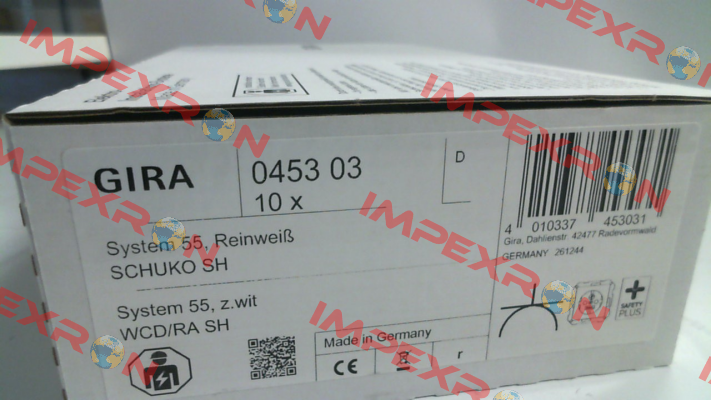 GIRA
0453 03
10 x
D
System 55, Reinweiß
SCHUKO SH
System 55, z.wit
WCD/RA SH
Made in Germany
CE
r
4 010337 453031
Gira, Dahlienstr. 42477 Radevormwald
GERMANY 261244
SAFETY
PLUS
IMPEXRON
IMPEXRON
IMPEXRON
IMPEXRON
IMPEXRON